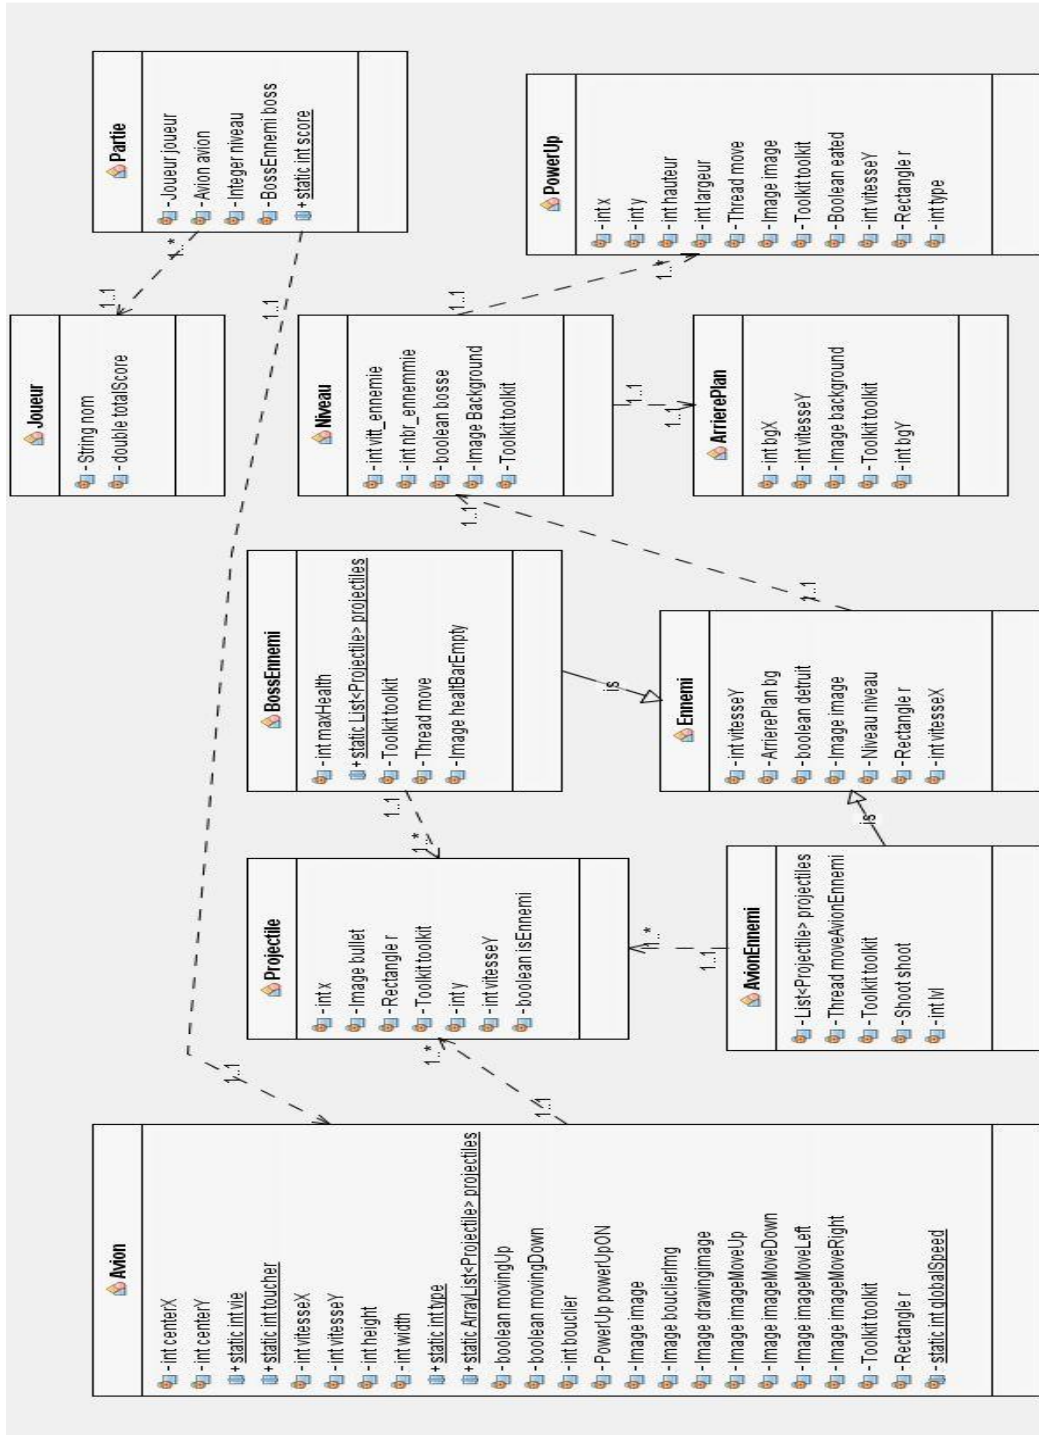 Avion
- int centerX
- int centerY
+ static int vie
+ static int toucher
- int vitesseX
- int vitesseY
- int height
- int width
+ static int type
+ static ArrayList<Projectile> projectiles
- boolean movingUp
- boolean movingDown
- int bouclier
- PowerUp powerUpON
- Image image
- Image bouclierImg
- Image drawingimage
- Image imageMoveUp
- Image imageMoveDown
- Image imageMoveLeft
- Image imageMoveRight
- Toolkit toolkit
- Rectangle r
- static int globalSpeed
1..1
1..1
1..*
Projectile
- int x
- Image bullet
- Rectangle r
- Toolkit toolkit
- int y
- int vitesseY
- boolean isEnnemi
1..*
1..1
BossEnnemi
- int maxHealth
+ static List<Projectile> projectiles
- Toolkit toolkit
- Thread move
- Image healtBarEmpty
Joueur
- String nom
- double totalScore
1..1
1..*
Partie
- Joueur joueur
- Avion avion
- Integer niveau
- BossEnnemi boss
+ static int score
1..1
Niveau
- int vitt_ennemie
- int nbr_ennemmie
- boolean bosse
- Image Background
- Toolkit toolkit
1..1
1..*
PowerUp
- int x
- int y
- int hauteur
- int largeur
- Thread move
- Image image
- Toolkit toolkit
- Boolean eated
- int vitesseY
- Rectangle r
- int type
1..*
1..1
AvionEnnemi
- List<Projectile> projectiles
- Thread moveAvionEnnemi
- Toolkit toolkit
- Shoot shoot
- int lvl
is
is
Ennemi
- int vitesseY
- ArrierePlan bg
- boolean detruit
- Image image
- Niveau niveau
- Rectangle r
- int vitesseX
1..1
1..1
1..1
1..1
ArrierePlan
- int bgX
- int vitesseY
- Image background
- Toolkit toolkit
- int bgY